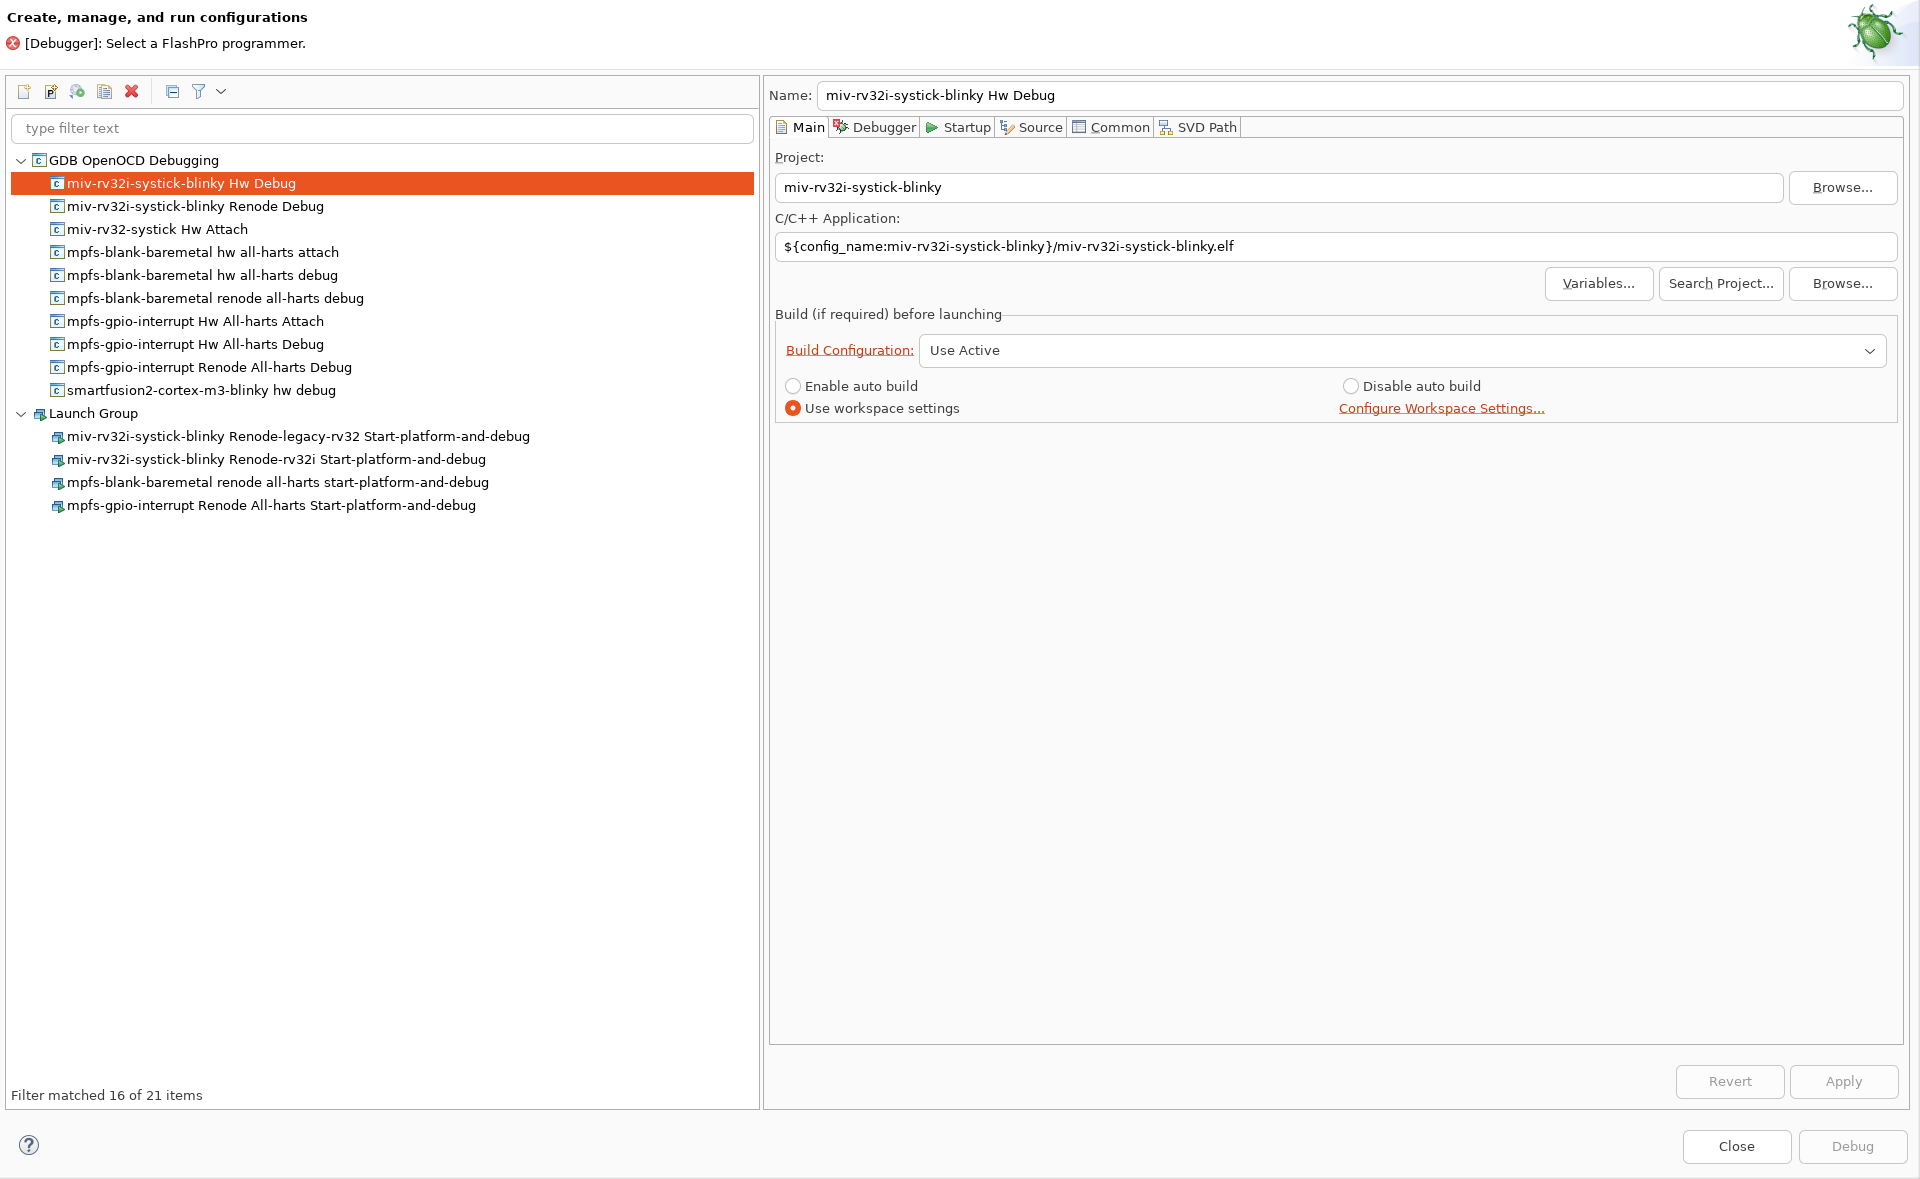 Create, manage, and run configurations
[Debugger]: Select a FlashPro programmer.
type filter text
GDB OpenOCD Debugging
miv-rv32i-systick-blinky Hw Debug
miv-rv32i-systick-blinky Renode Debug
miv-rv32-systick Hw Attach
mpfs-blank-baremetal hw all-harts attach
mpfs-blank-baremetal hw all-harts debug
mpfs-blank-baremetal renode all-harts debug
mpfs-gpio-interrupt Hw All-harts Attach
mpfs-gpio-interrupt Hw All-harts Debug
mpfs-gpio-interrupt Renode All-harts Debug
smartfusion2-cortex-m3-blinky hw debug
Launch Group
miv-rv32i-systick-blinky Renode-legacy-rv32 Start-platform-and-debug
miv-rv32i-systick-blinky Renode-rv32i Start-platform-and-debug
mpfs-blank-baremetal renode all-harts start-platform-and-debug
mpfs-gpio-interrupt Renode All-harts Start-platform-and-debug
Filter matched 16 of 21 items
Name: miv-rv32i-systick-blinky Hw Debug
Main Debugger Startup Source Common SVD Path
Project:
miv-rv32i-systick-blinky Browse...
C/C++ Application:
${config_name:miv-rv32i-systick-blinky}/miv-rv32i-systick-blinky.elf
Variables... Search Project... Browse...
Build (if required) before launching
Build Configuration: Use Active
Enable auto build Disable auto build
Use workspace settings Configure Workspace Settings...
Revert Apply
Close Debug